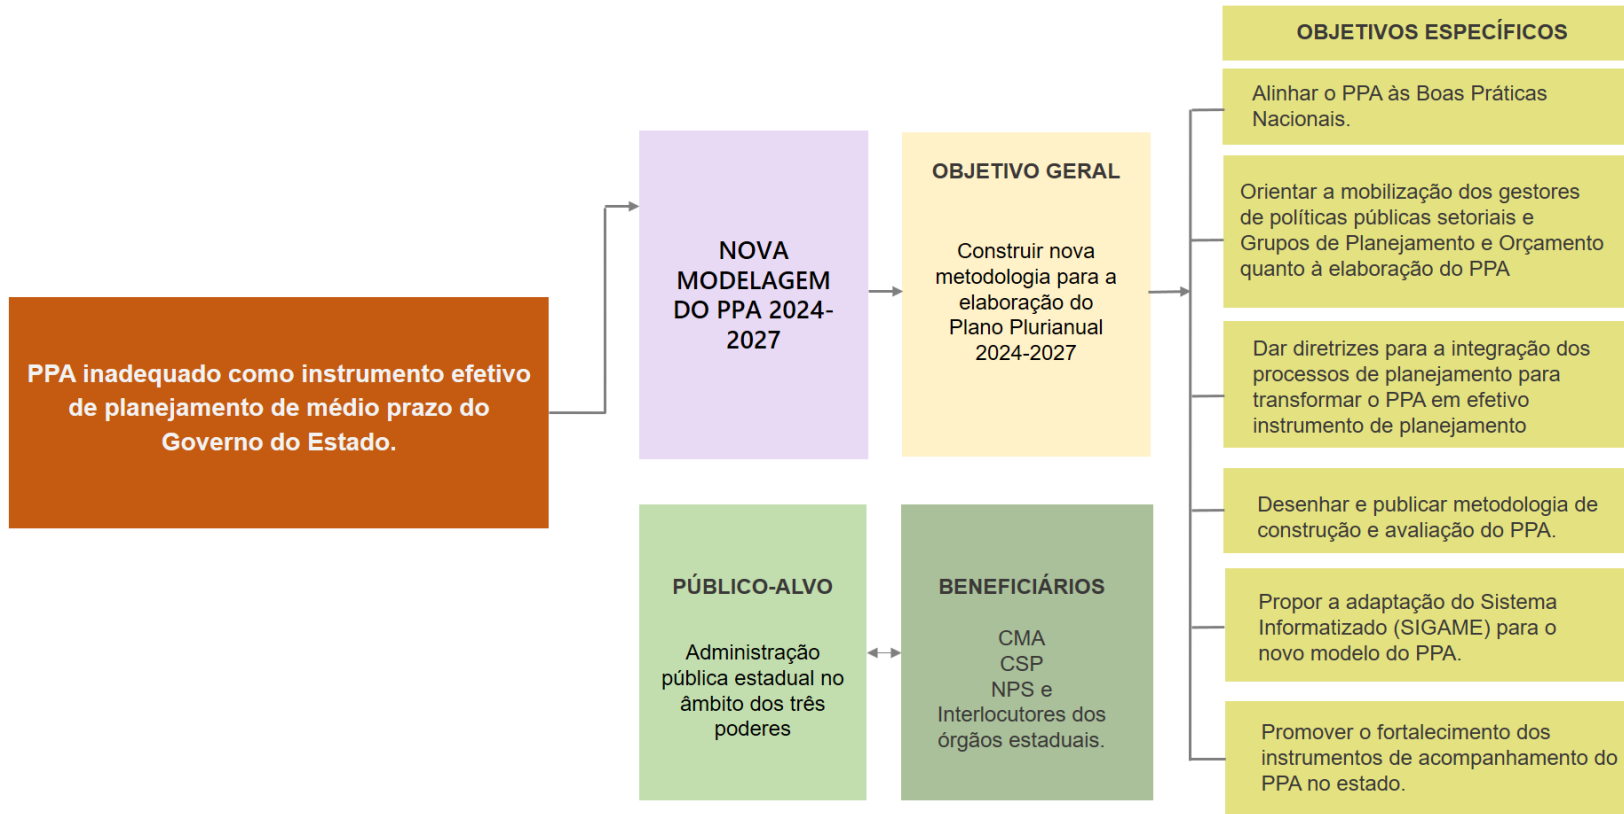 PPA inadequado como instrumento efetivo
de planejamento de médio prazo do
Governo do Estado.
NOVA
MODELAGEM
DO PPA 2024-
2027
OBJETIVO GERAL
Construir nova
metodologia para a
elaboração do
Plano Plurianual
2024-2027
PÚBLICO-ALVO
Administração
pública estadual no
âmbito dos três
poderes
BENEFICIÁRIOS
CMA
CSP
NPS e
Interlocutores dos
órgãos estaduais.
OBJETIVOS ESPECÍFICOS
Alinhar o PPA às Boas Práticas
Nacionais.
Orientar a mobilização dos gestores
de políticas públicas setoriais e
Grupos de Planejamento e Orçamento
quanto à elaboração do PPA
Dar diretrizes para a integração dos
processos de planejamento para
transformar o PPA em efetivo
instrumento de planejamento
Desenhar e publicar metodologia de
construção e avaliação do PPA.
Propor a adaptação do Sistema
Informatizado (SIGAME) para o
novo modelo do PPA.
Promover o fortalecimento dos
instrumentos de acompanhamento do
PPA no estado.